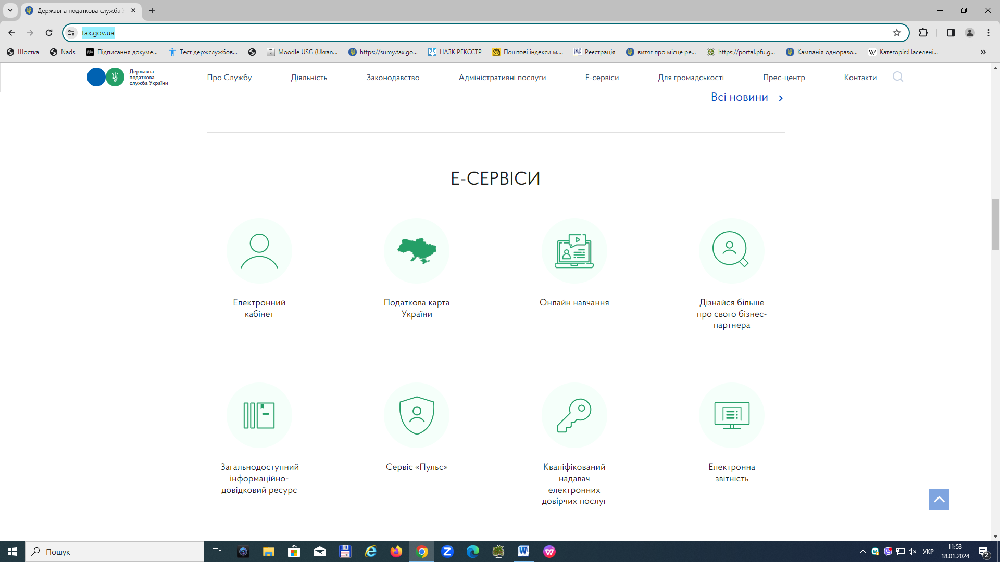 Державна податкова служба У
tax.gov.ua
Шостка
Nads
Підписання докуме...
Тест держслужбов...
Moodle USG (Ukran...
https://sumy.tax.go...
НАЗК РЕКЄСТР
Поштові індекси м....
Реєстрація
витяг про місце ре...
https://portal.pfu.g...
Кампанія одноразо...
Категорія:Населені...
Державна
податкова
служба України
Про Службу
Діяльність
Законодавство
Адміністративні послуги
Е-сервіси
Для громадськості
Прес-центр
Контакти
Всі новини
Е-СЕРВІСИ
Електронний
кабінет
Податкова карта
України
Онлайн навчання
Дізнайся більше
про свого бізнес-
партнера
Загальнодоступний
інформаційно-
довідковий ресурс
Сервіс «Пульс»
Кваліфікований
надавач
електронних
довірчих послуг
Електронна
звітність
Пошук
УКР
11:53
18.01.2024
2